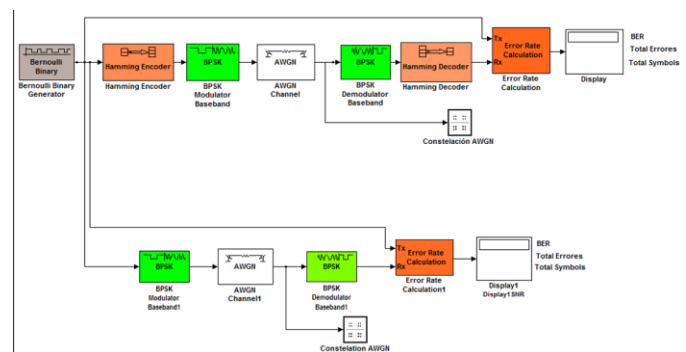 Bernoulli
Binary
Bernoulli Binary
Generator
Hamming Encoder
Hamming Encoder
BPSK
BPSK
Modulator
Baseband
AWGN
AWGN
Channel
BPSK
BPSK
Demodulator
Baseband
Hamming Decoder
Hamming Decoder
Tx
Rx
Error Rate
Calculation
Error Rate
Calculation
Display
BER
Total Errores
Total Symbols
Constelación AWGN
BPSK
BPSK
Modulator
Baseband1
AWGN
AWGN
Channel1
BPSK
BPSK
Demodulator
Baseband1
Tx
Rx
Error Rate
Calculation
Error Rate
Calculation1
Display1
Display1SNR
BER
Total Errores
Total Symbols
Constelation AWGN